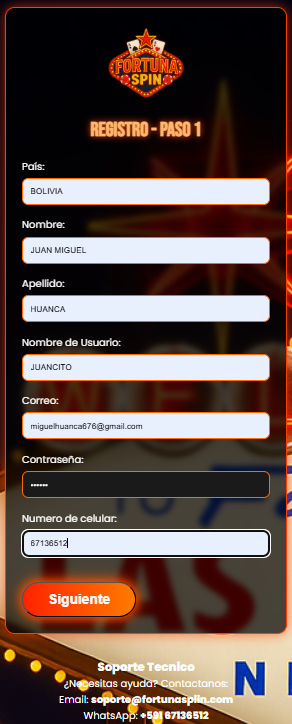 FORTUNA
SPIN
REGISTRO - PASO 1
País:
BOLIVIA
Nombre:
JUAN MIGUEL
Apellido:
HUANCA
Nombre de Usuario:
JUANCITO
Correo:
miguelhuanca676@gmail.com
Contraseña:
••••••
Numero de celular:
67136512
Siguiente
Soporte Tecnico
¿Necesitas ayuda? Contactanos:
Email: soporte@fortunaspiin.com
WhatsApp: +591 67136512